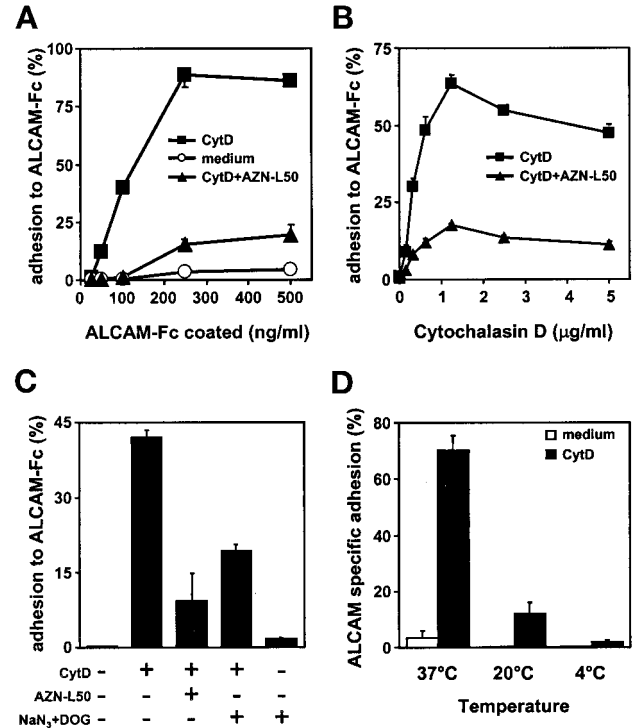 A
adhesion to ALCAM-Fc (%)
100
75
50
25
0
CytD
medium
CytD+AZN-L50
0 100 200 300 400 500
ALCAM-Fc coated (ng/ml)
B
adhesion to ALCAM-Fc (%)
75
50
25
0
CytD
CytD+AZN-L50
0 1 2 3 4 5
Cytochalasin D (µg/ml)
C
adhesion to ALCAM-Fc (%)
45
30
15
0
CytD - + + + -
AZN-L50 - - + - -
NaN₃+DOG - - - + +
D
ALCAM specific adhesion (%)
80
60
40
20
0
medium
CytD
37°C 20°C 4°C
Temperature